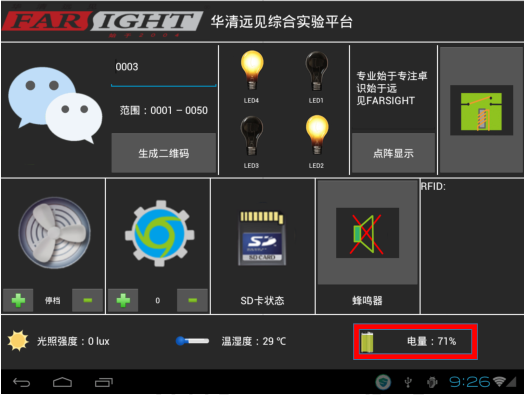 FARSIGHT
华清远见综合实验平台
0003
范围：0001 - 0050
生成二维码
LED4
LED1
LED3
LED2
专业始于专注卓
识始于远
见FARSIGHT
点阵显示
RFID:
停档
0
SD CARD
SD卡状态
蜂鸣器
光照强度：0 lux
温湿度：29 ℃
电量：71%
9:26